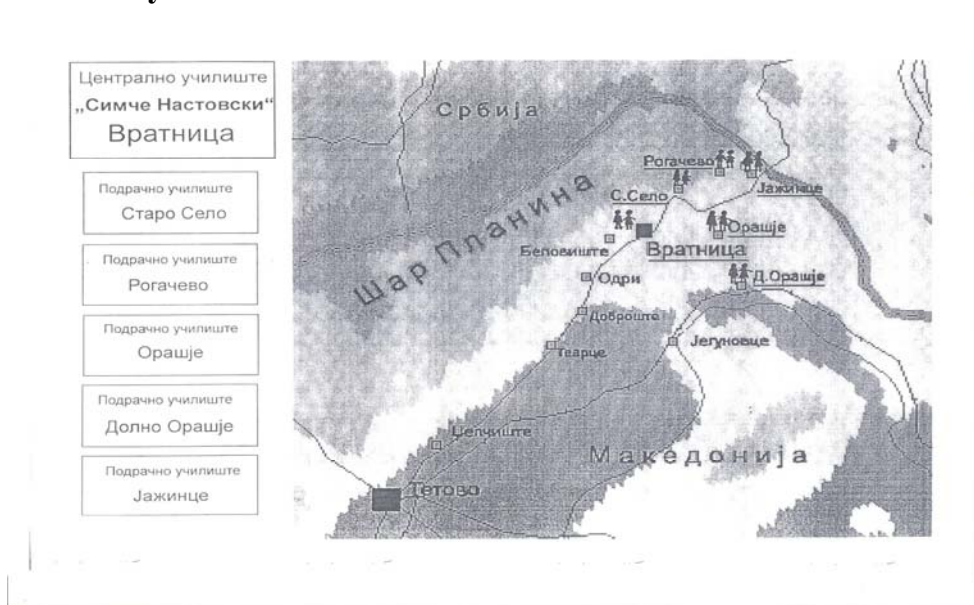 Централно училиште
„Симче Настовски“
Вратница
Подрачно училиште
Старо Село
Подрачно училиште
Рогачево
Подрачно училиште
Орашје
Подрачно училиште
Долно Орашје
Подрачно училиште
Јажинце
Србија
Шар Планина
Рогачево
Јажинце
С.Село
Орашје
Беловиште
Вратница
Одри
Д.Орашје
Доброште
Теарце
Јегуновце
Џепчиште
Македонија
Тетово